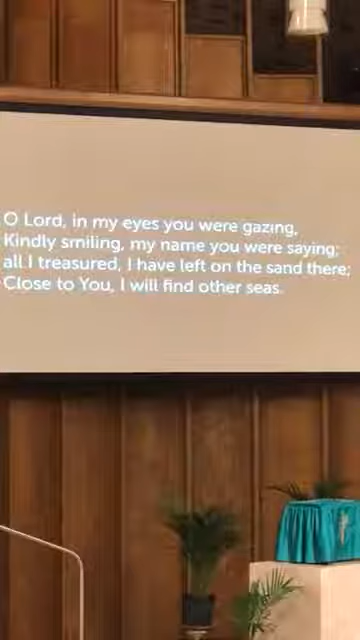 O Lord, in my eyes you were gazing,
Kindly smiling, my name you were saying;
all I treasured, I have left on the sand there;
Close to You, I will find other seas.